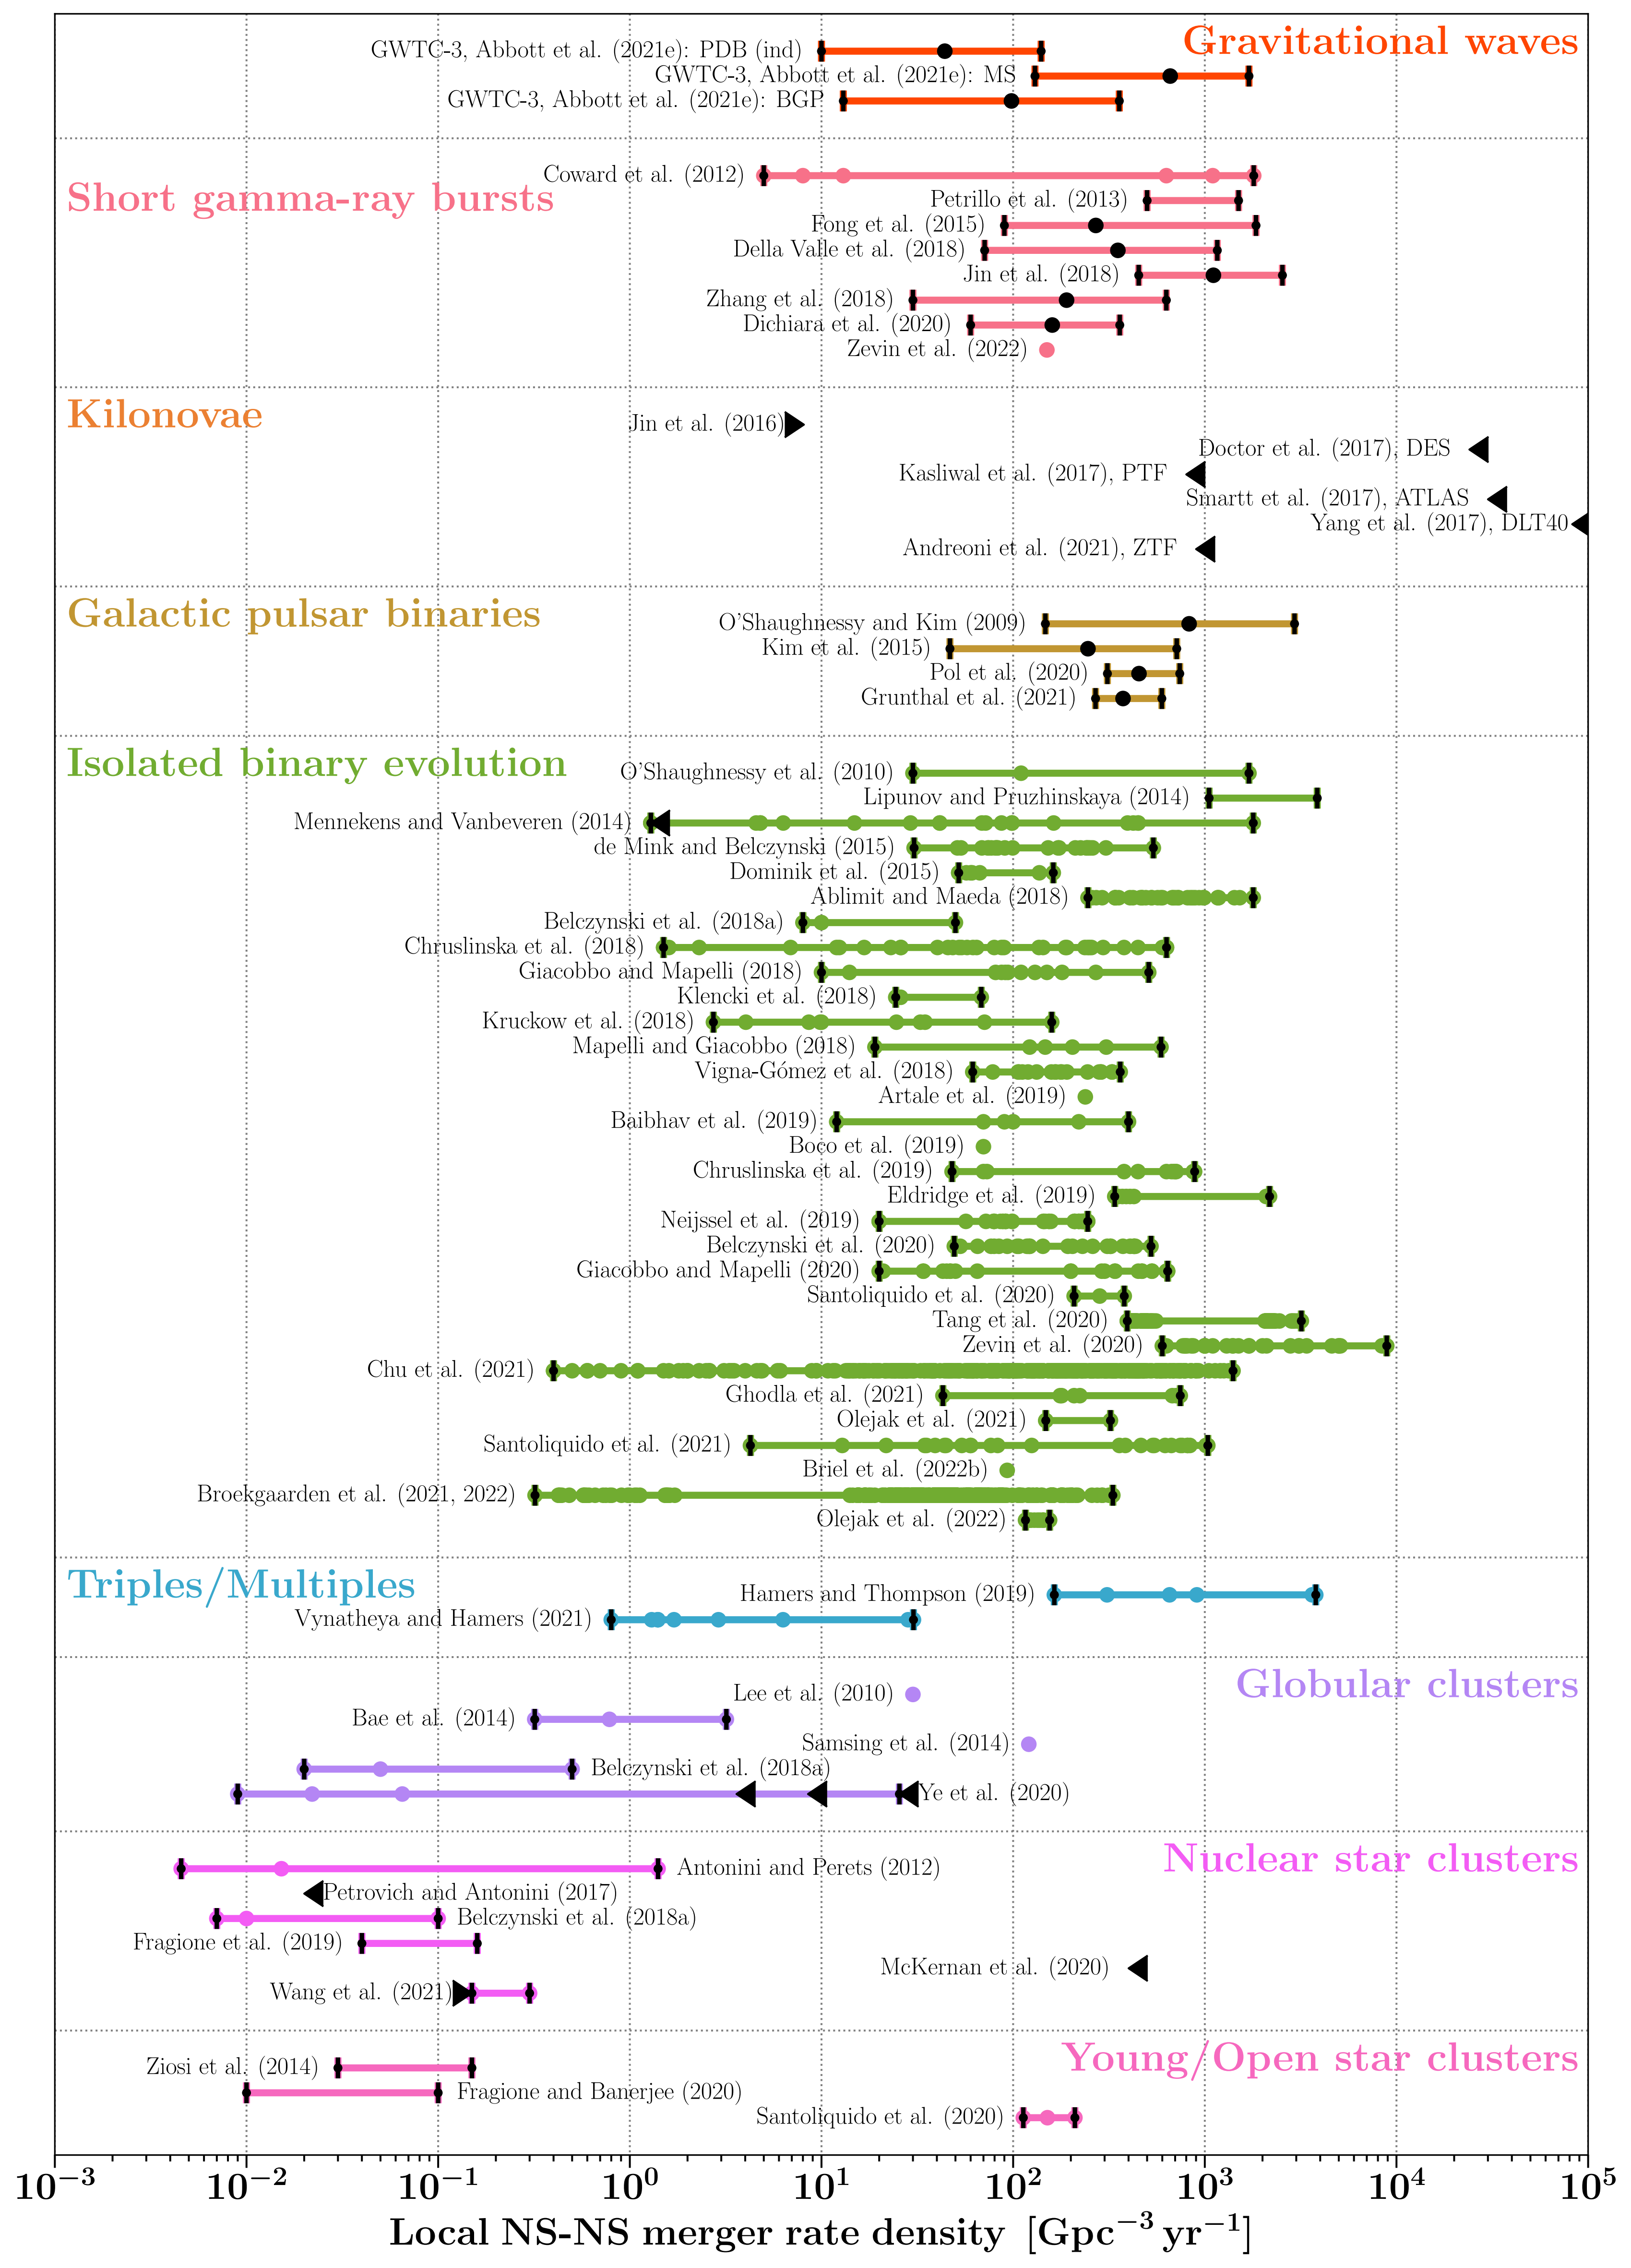 Gravitational waves
GWTC-3, Abbott et al. (2021e): PDB (ind)
GWTC-3, Abbott et al. (2021e): MS
GWTC-3, Abbott et al. (2021e): BGP
Short gamma-ray bursts
Coward et al. (2012)
Petrillo et al. (2013)
Fong et al. (2015)
Della Valle et al. (2018)
Jin et al. (2018)
Zhang et al. (2018)
Dichiara et al. (2020)
Zevin et al. (2022)
Kilonovae
Jin et al. (2016)
Doctor et al. (2017), DES
Kasliwal et al. (2017), PTF
Smartt et al. (2017), ATLAS
Yang et al. (2017), DLT40
Andreoni et al. (2021), ZTF
Galactic pulsar binaries
O'Shaughnessy and Kim (2009)
Kim et al. (2015)
Pol et al. (2020)
Grunthal et al. (2021)
Isolated binary evolution
O'Shaughnessy et al. (2010)
Lipunov and Pruzhinskaya (2014)
Mennekens and Vanbeveren (2014)
de Mink and Belczynski (2015)
Dominik et al. (2015)
Ablimit and Maeda (2018)
Belczynski et al. (2018a)
Chruslinska et al. (2018)
Giacobbo and Mapelli (2018)
Klencki et al. (2018)
Kruckow et al. (2018)
Mapelli and Giacobbo (2018)
Vigna-Gómez et al. (2018)
Artale et al. (2019)
Baibhav et al. (2019)
Boco et al. (2019)
Chruslinska et al. (2019)
Eldridge et al. (2019)
Neijssel et al. (2019)
Belczynski et al. (2020)
Giacobbo and Mapelli (2020)
Santoliquido et al. (2020)
Tang et al. (2020)
Zevin et al. (2020)
Chu et al. (2021)
Ghodla et al. (2021)
Olejak et al. (2021)
Santoliquido et al. (2021)
Briel et al. (2022b)
Broekgaarden et al. (2021, 2022)
Olejak et al. (2022)
Triples/Multiples
Hamers and Thompson (2019)
Vynatheya and Hamers (2021)
Globular clusters
Lee et al. (2010)
Bae et al. (2014)
Samsing et al. (2014)
Belczynski et al. (2018a)
Ye et al. (2020)
Nuclear star clusters
Antonini and Perets (2012)
Petrovich and Antonini (2017)
Belczynski et al. (2018a)
Fragione et al. (2019)
McKernan et al. (2020)
Wang et al. (2021)
Young/Open star clusters
Ziosi et al. (2014)
Fragione and Banerjee (2020)
Santoliquido et al. (2020)
10⁻³ 10⁻² 10⁻¹ 10⁰ 10¹ 10² 10³ 10⁴ 10⁵
Local NS-NS merger rate density [Gpc⁻³ yr⁻¹]